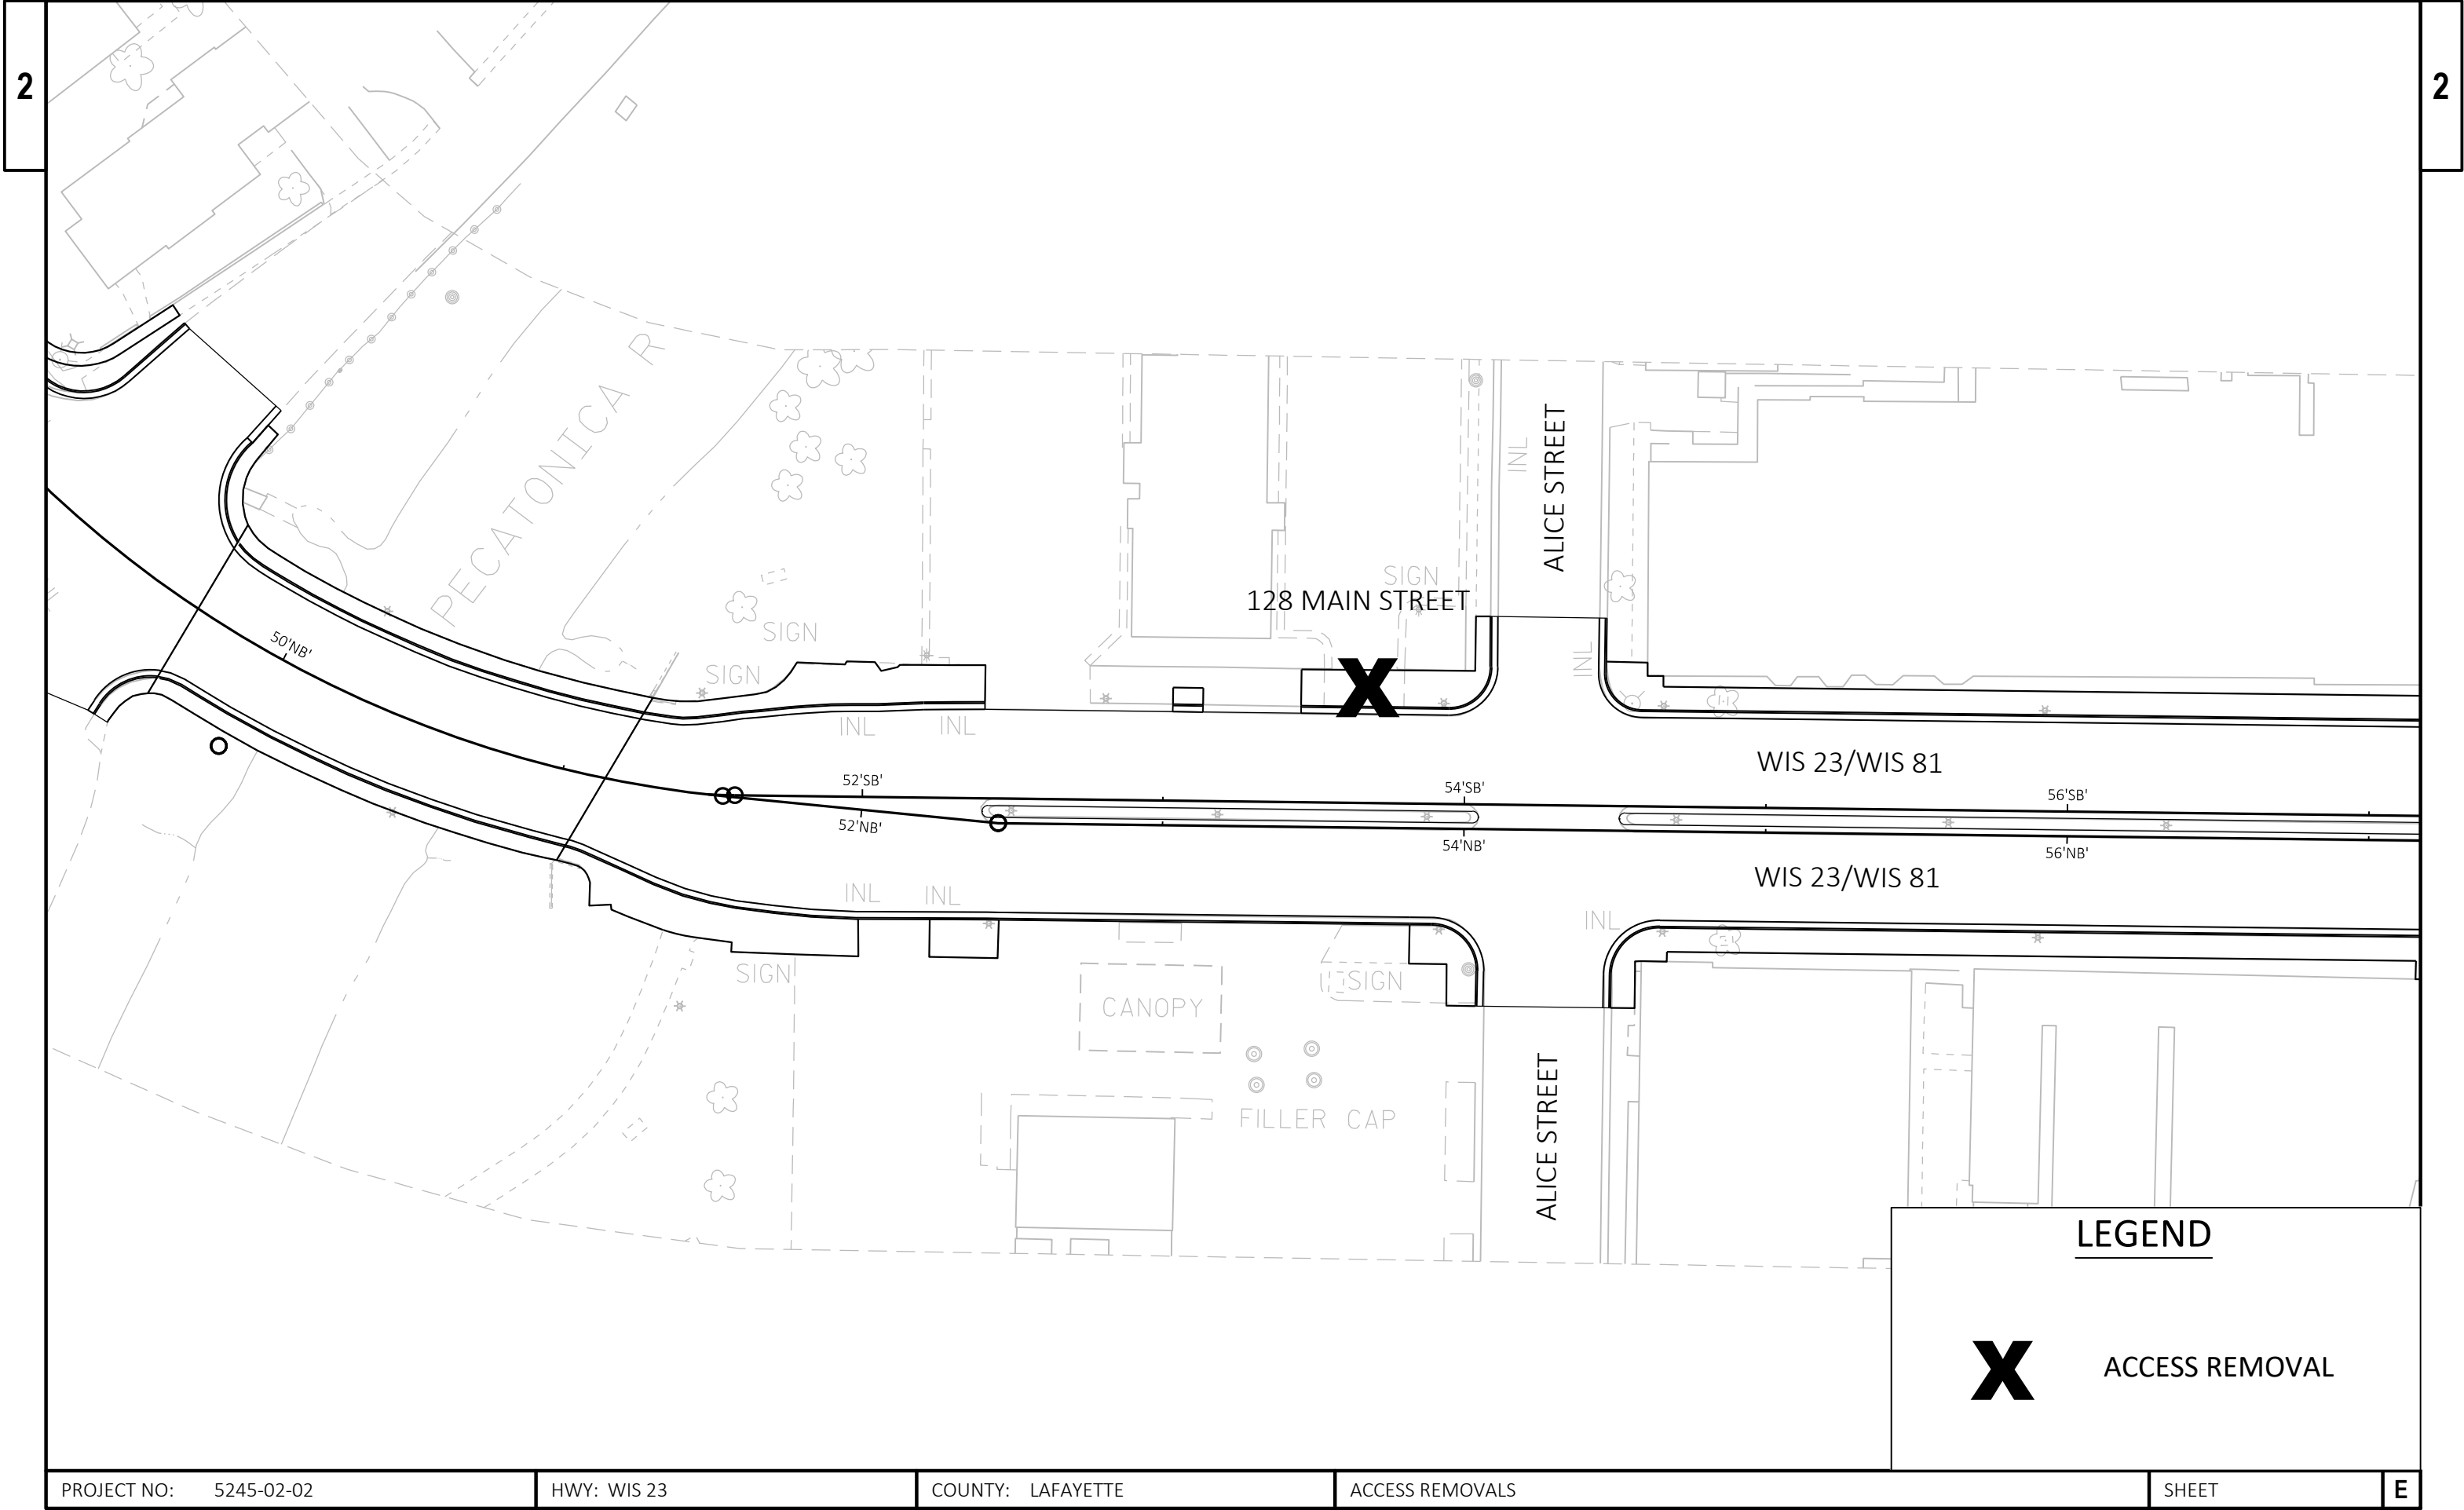 2
2
PECATONICA R
INL
ALICE STREET
SIGN
128 MAIN STREET
SIGN
50'NB'
INL
SIGN
INL
INL
WIS 23/WIS 81
52'SB'
54'SB'
56'SB'
52'NB'
54'NB'
56'NB'
WIS 23/WIS 81
INL
INL
INL
SIGN
SIGN
CANOPY
FILLER CAP
ALICE STREET
LEGEND
X ACCESS REMOVAL
PROJECT NO: 5245-02-02
HWY: WIS 23
COUNTY: LAFAYETTE
ACCESS REMOVALS
SHEET
E